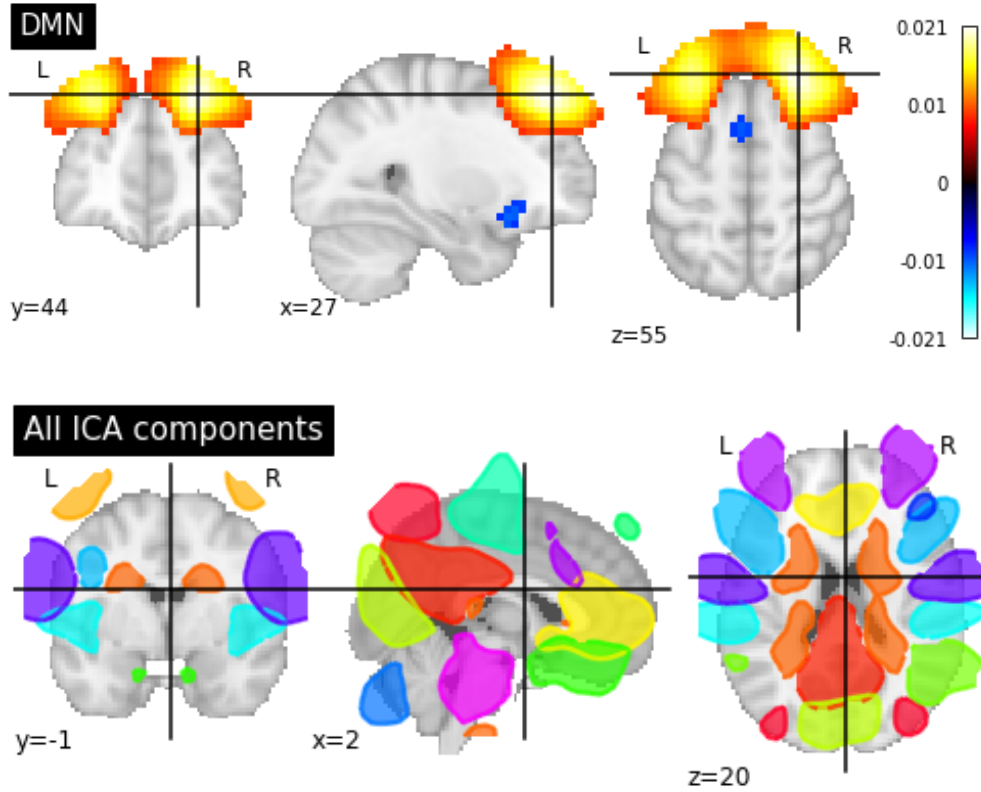 DMN
L R
L R
0.021
0.01
0
-0.01
-0.021
y=44
x=27
z=55
All ICA components
L R
L R
y=-1
x=2
z=20